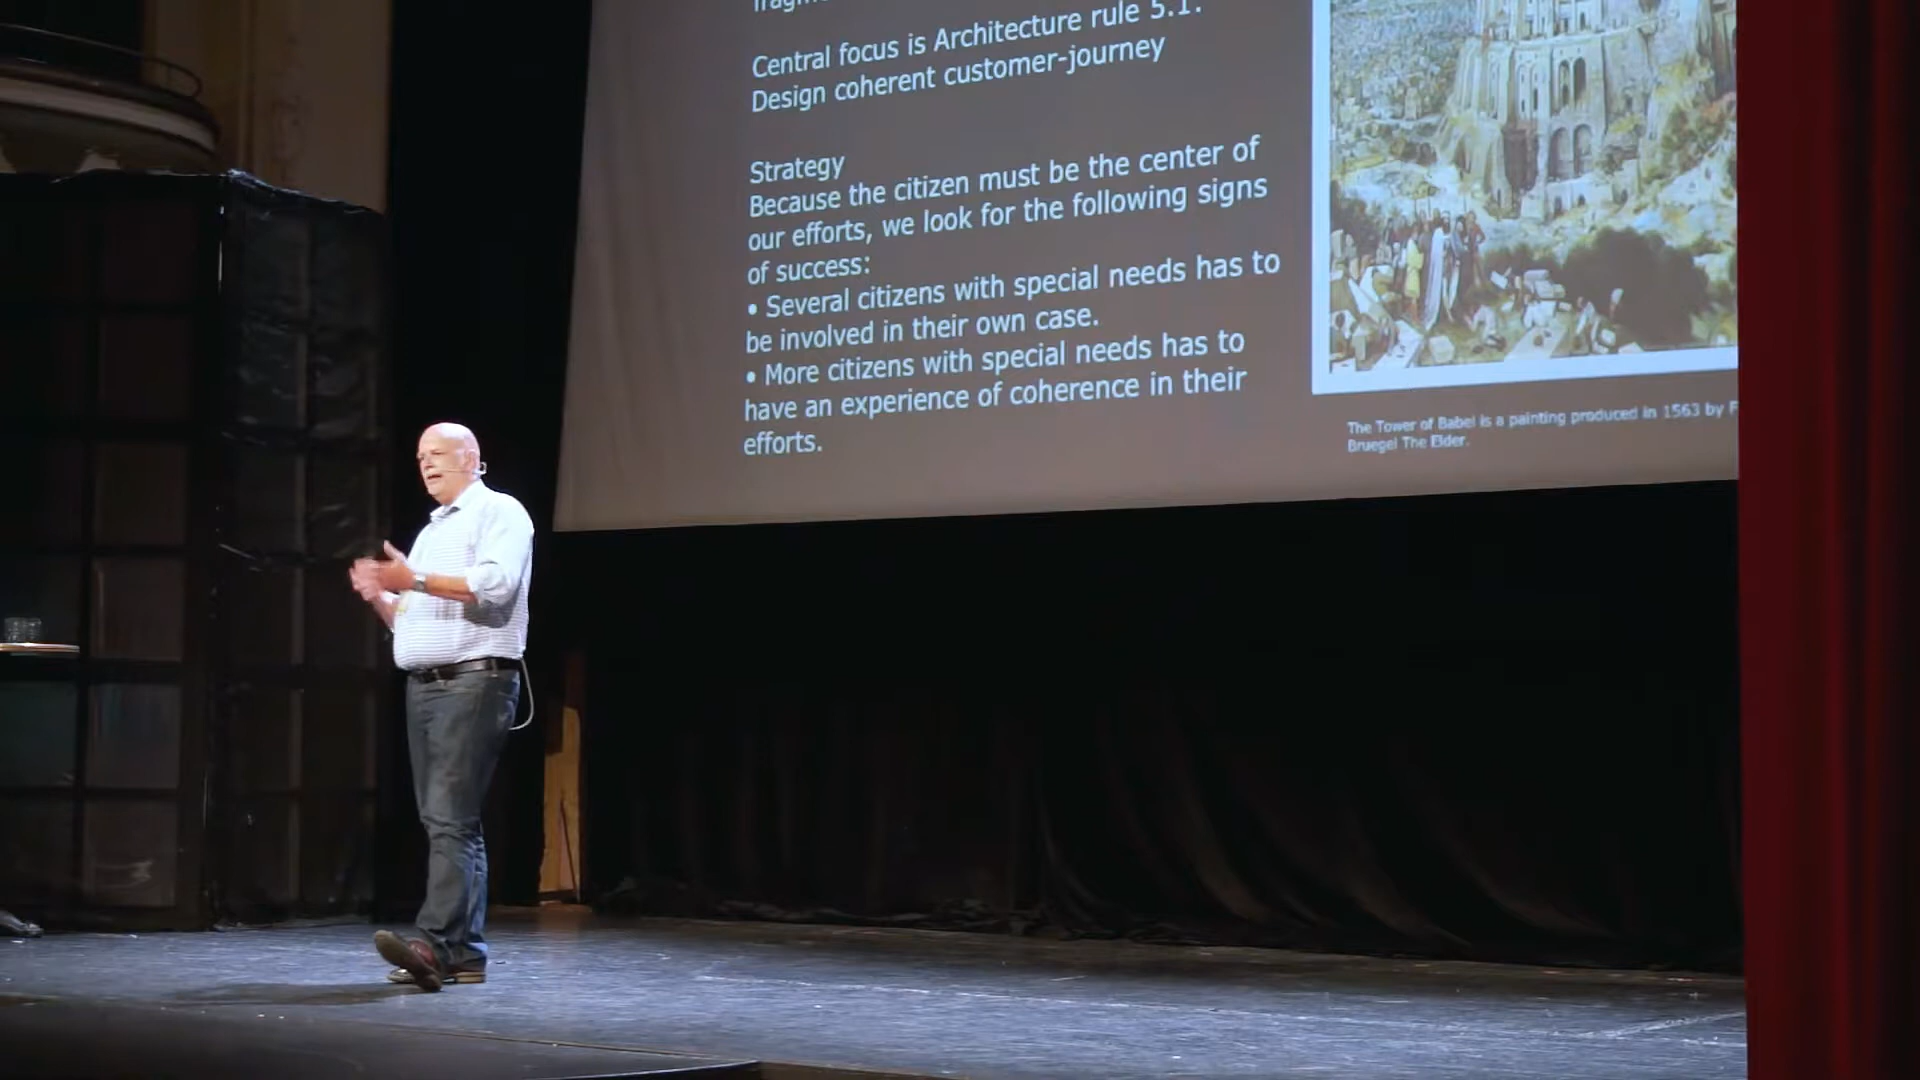 Central focus is Architecture rule 5.1.
Design coherent customer-journey
Strategy
Because the citizen must be the center of
our efforts, we look for the following signs
of success:
• Several citizens with special needs has to
be involved in their own case.
• More citizens with special needs has to
have an experience of coherence in their
efforts.
The Tower of Babel is a painting produced in 1563 by
Bruegel The Elder.